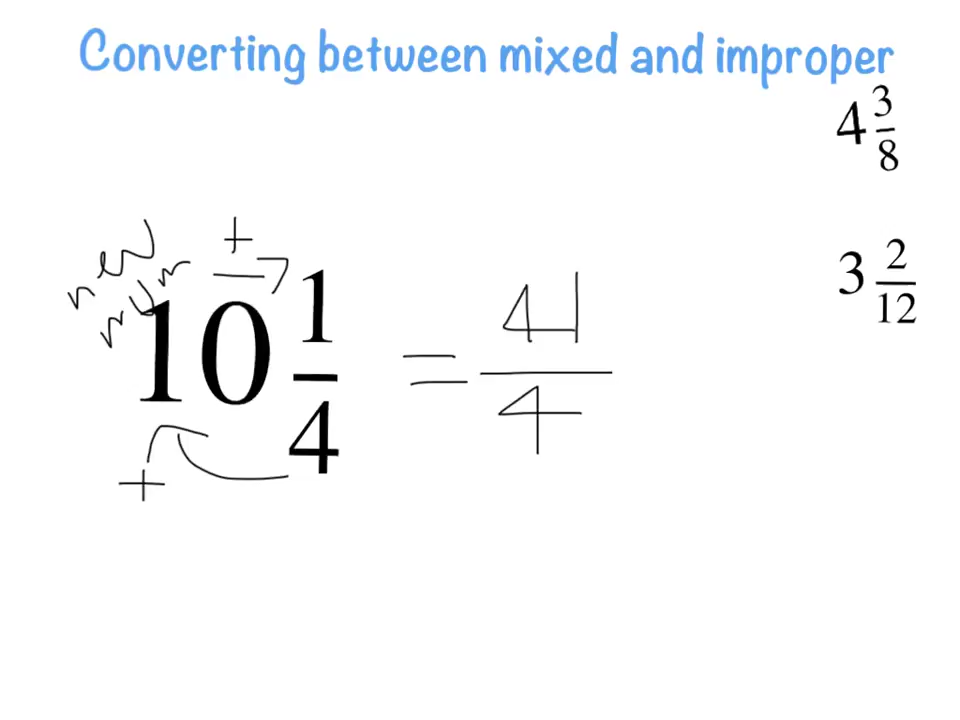 Converting between mixed and improper
4 3/8
new
num
+
10 1/4 = 41/4
+
3 2/12